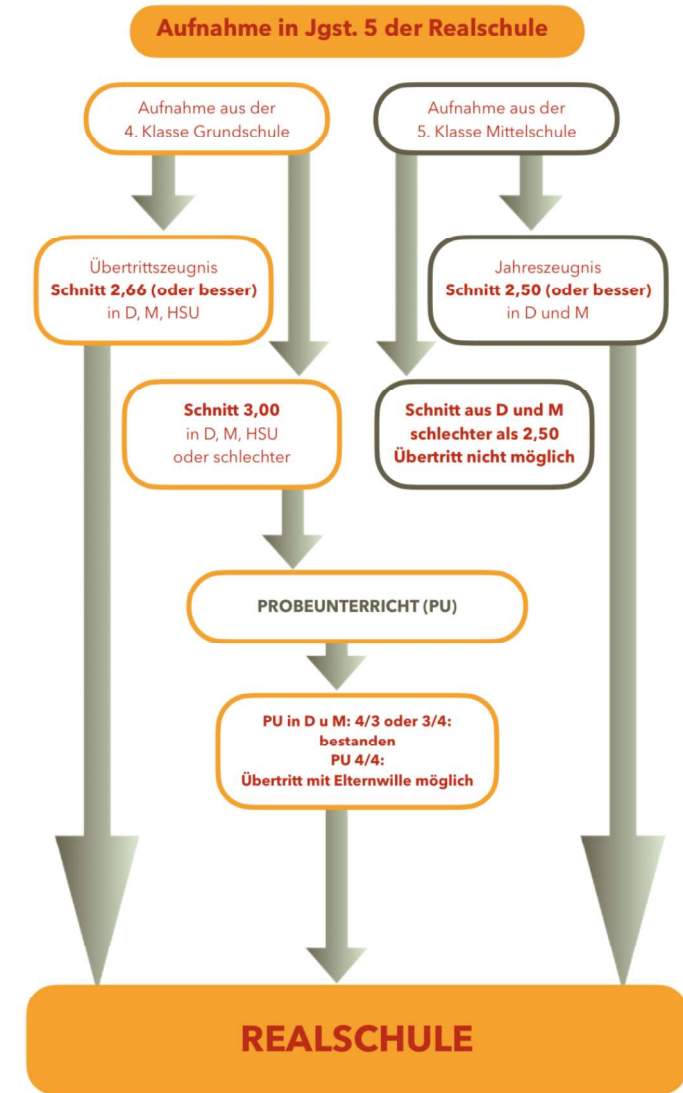 Aufnahme in Jgst. 5 der Realschule
Aufnahme aus der
4. Klasse Grundschule
Aufnahme aus der
5. Klasse Mittelschule
Übertrittszeugnis
Schnitt 2,66 (oder besser)
in D, M, HSU
Jahreszeugnis
Schnitt 2,50 (oder besser)
in D und M
Schnitt 3,00
in D, M, HSU
oder schlechter
Schnitt aus D und M
schlechter als 2,50
Übertritt nicht möglich
PROBEUNTERRICHT (PU)
PU in D u M: 4/3 oder 3/4:
bestanden
PU 4/4:
Übertritt mit Elternwille möglich
REALSCHULE